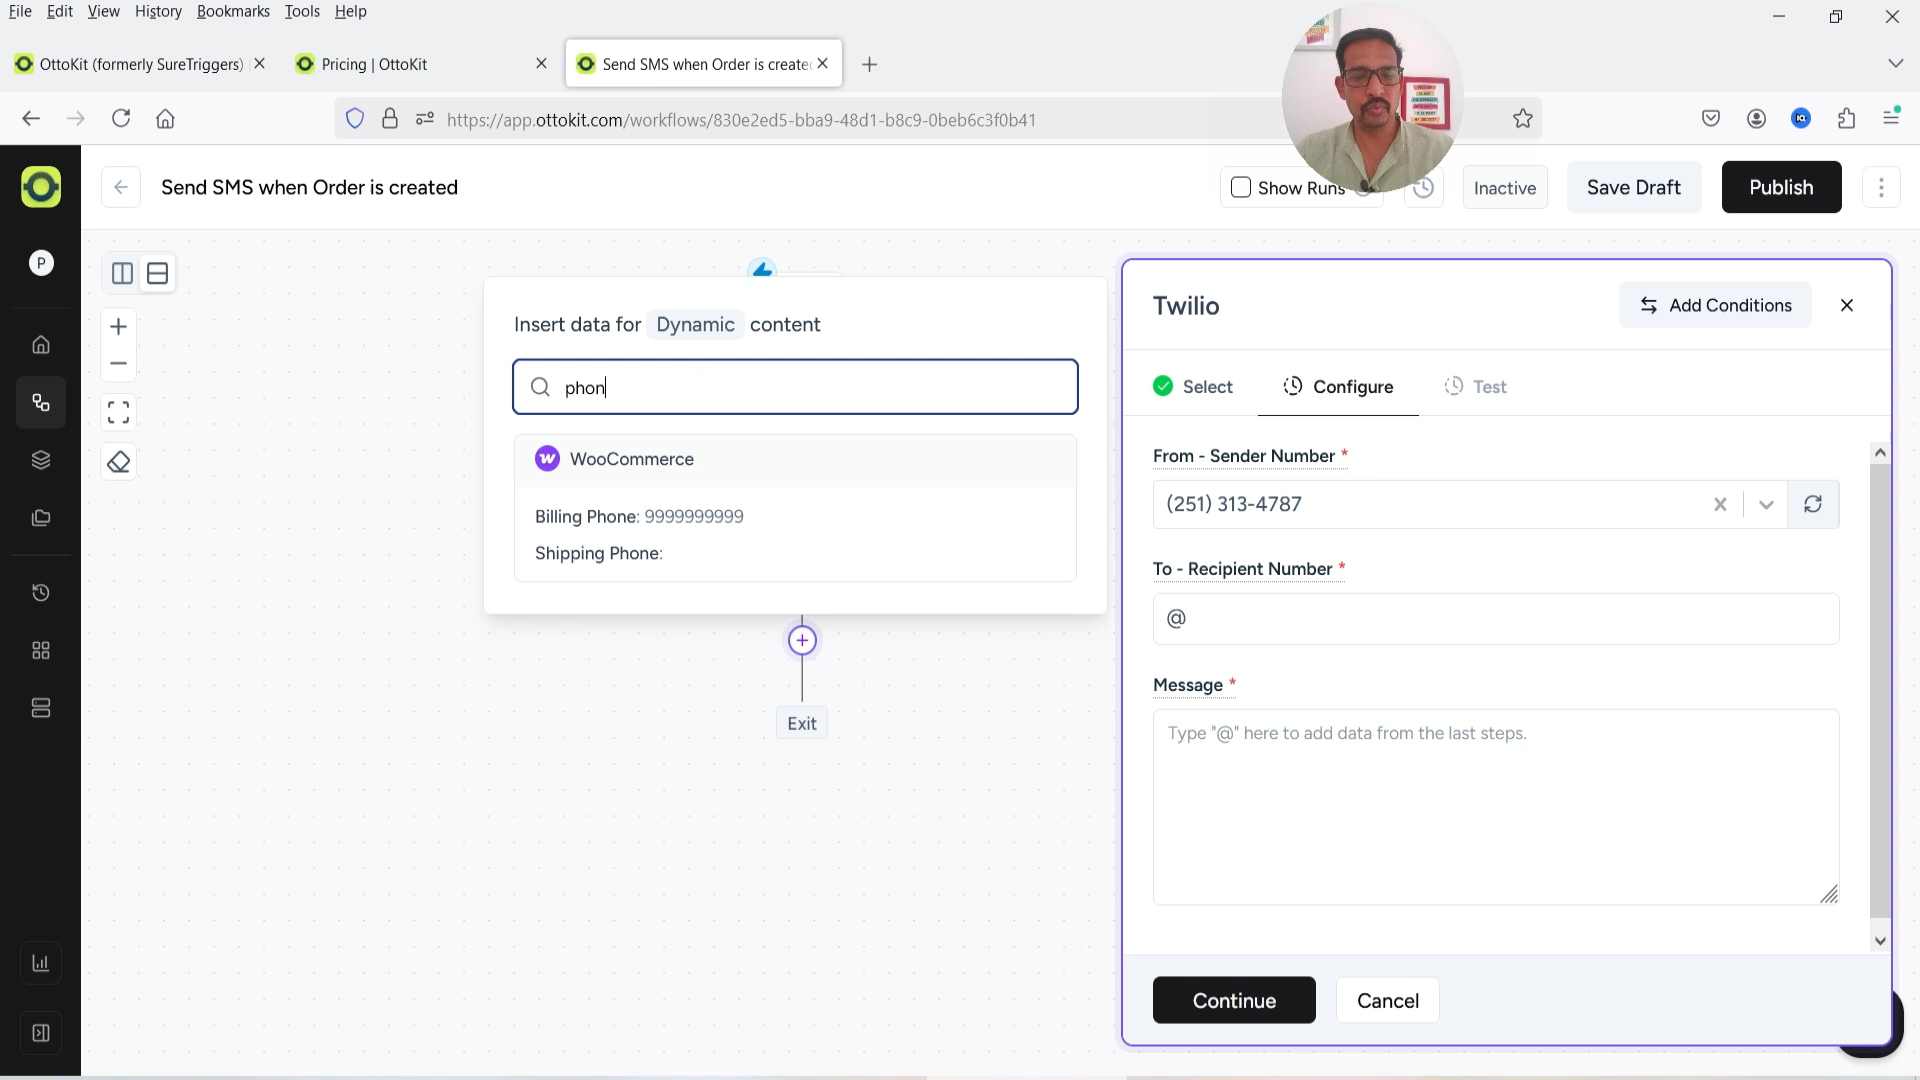 File Edit View History Bookmarks Tools Help
OttoKit (formerly SureTriggers)
Pricing | OttoKit
Send SMS when Order is create
https://app.ottokit.com/workflows/830e2ed5-bba9-48d1-b8c9-0beb6c3f0b41
Send SMS when Order is created
Show Runs
Inactive
Save Draft
Publish
P
Insert data for Dynamic content
phon
WooCommerce
Billing Phone: 9999999999
Shipping Phone:
Exit
Twilio
Add Conditions
Select
Configure
Test
From - Sender Number *
(251) 313-4787
To - Recipient Number *
@
Message *
Type "@" here to add data from the last steps.
Continue
Cancel